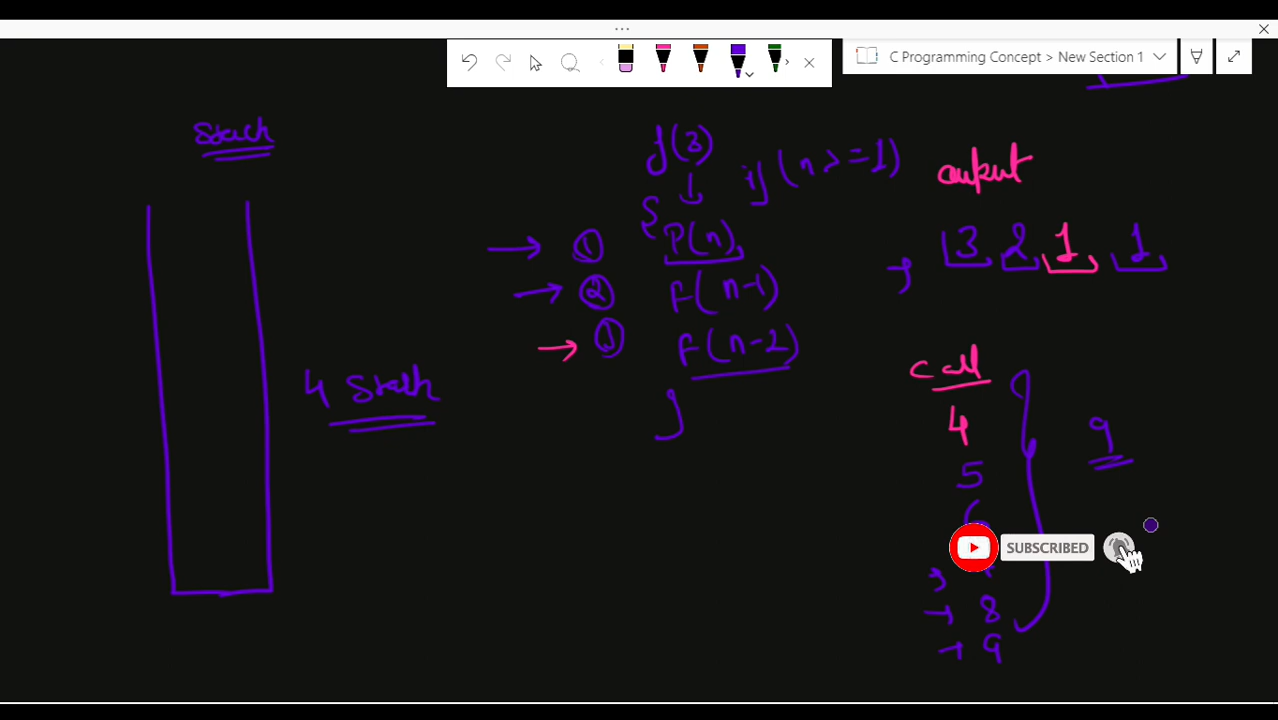 C Programming Concept > New Section 1
Stack
f(3)
if (n >= 1)
output
{
① P(n),
② F(n-1)
③ F(n-2)
}
→ 3 2 1 1
4 Stack
call
4
5
6
8
9
9
SUBSCRIBED